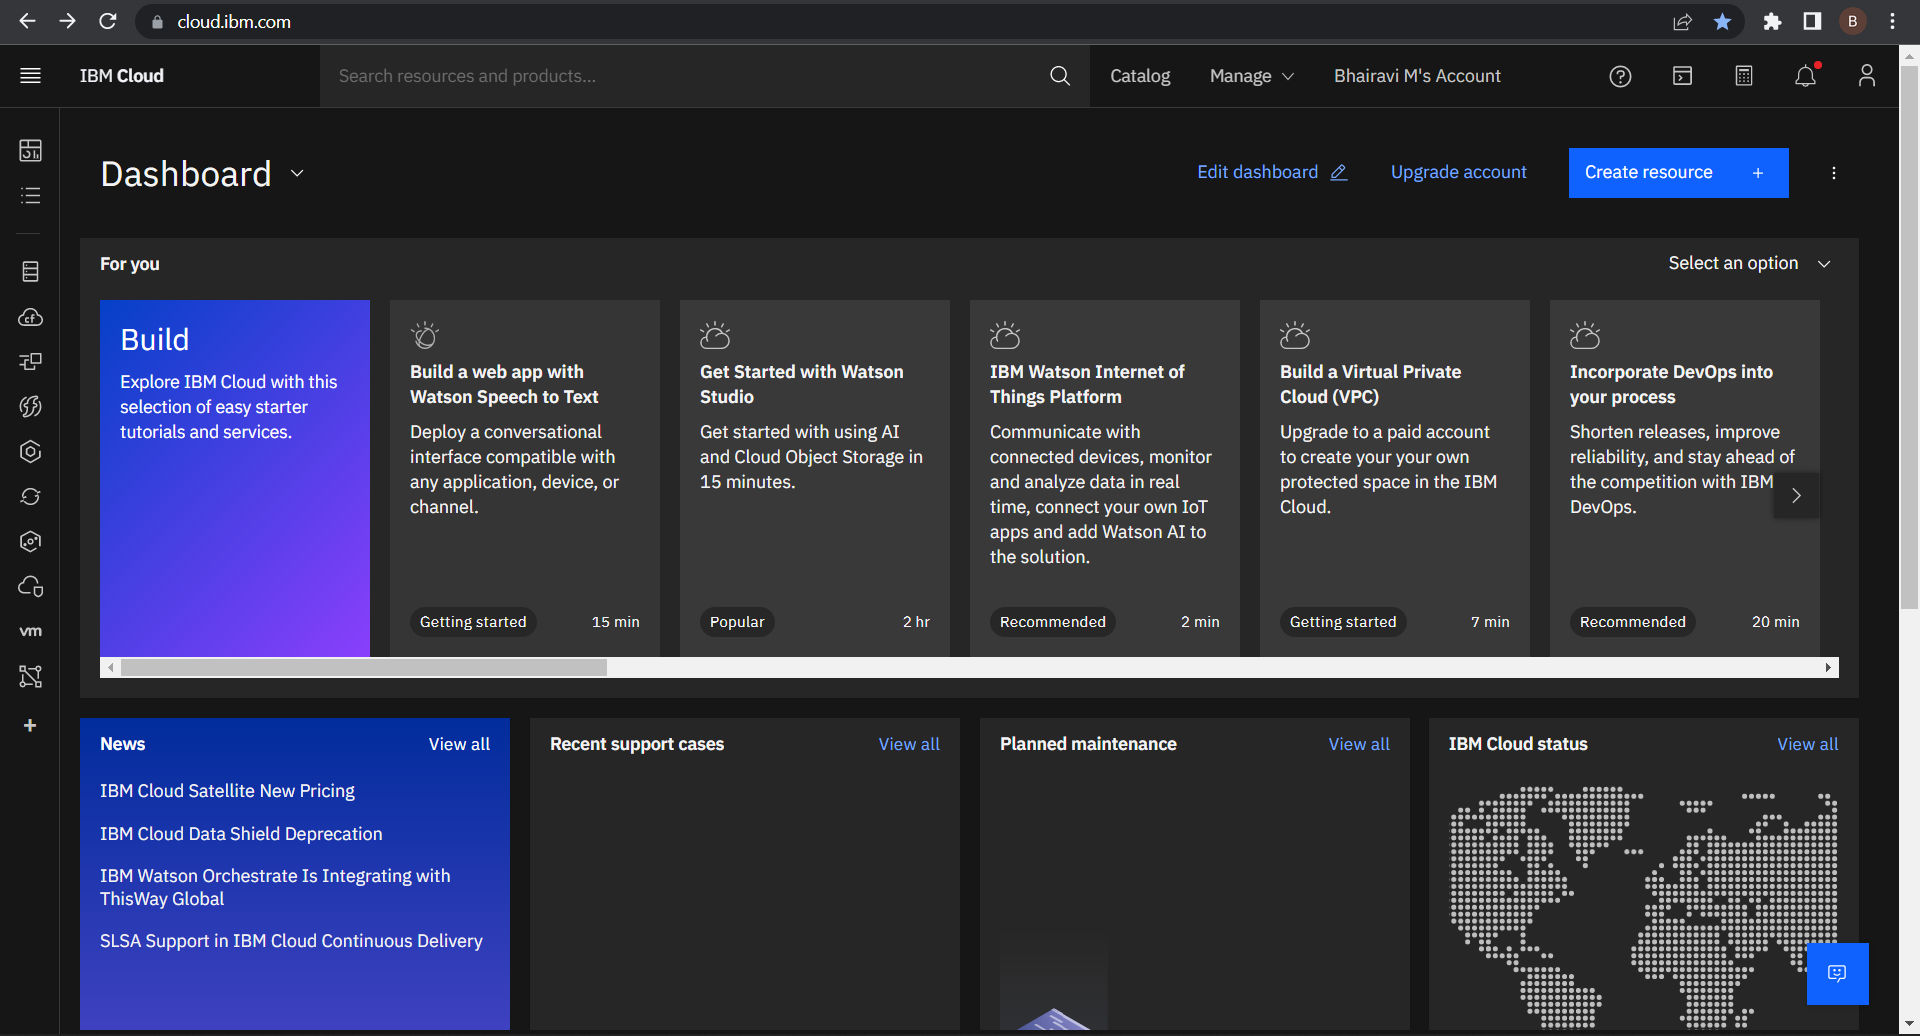 cloud.ibm.com
B
IBM Cloud
Search resources and products...
Catalog
Manage
Bhairavi M's Account
Dashboard
Edit dashboard
Upgrade account
Create resource +
For you
Select an option
Build
Explore IBM Cloud with this
selection of easy starter
tutorials and services.
Build a web app with
Watson Speech to Text
Deploy a conversational
interface compatible with
any application, device, or
channel.
Getting started
15 min
Get Started with Watson
Studio
Get started with using AI
and Cloud Object Storage in
15 minutes.
Popular
2 hr
IBM Watson Internet of
Things Platform
Communicate with
connected devices, monitor
and analyze data in real
time, connect your own IoT
apps and add Watson AI to
the solution.
Recommended
2 min
Build a Virtual Private
Cloud (VPC)
Upgrade to a paid account
to create your your own
protected space in the IBM
Cloud.
Getting started
7 min
Incorporate DevOps into
your process
Shorten releases, improve
reliability, and stay ahead of
the competition with IBM
DevOps.
Recommended
20 min
cf
vm
+
News
View all
IBM Cloud Satellite New Pricing
IBM Cloud Data Shield Deprecation
IBM Watson Orchestrate Is Integrating with
ThisWay Global
SLSA Support in IBM Cloud Continuous Delivery
Recent support cases
View all
Planned maintenance
View all
IBM Cloud status
View all